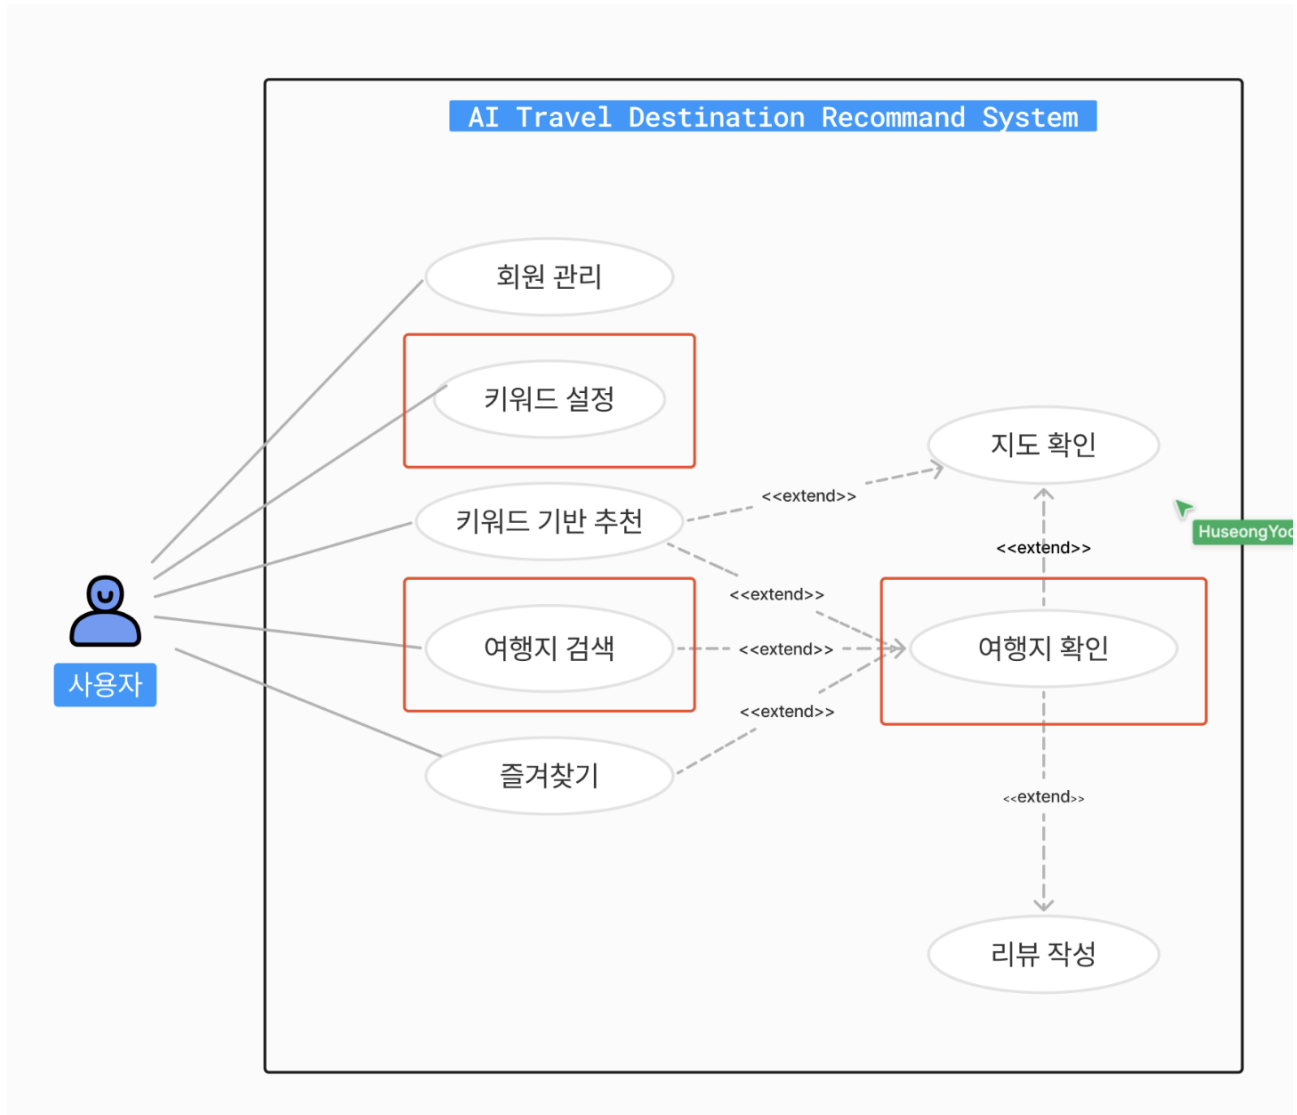 AI Travel Destination Recommand System
회원 관리
키워드 설정
지도 확인
<<extend>>
키워드 기반 추천
HuseongYoo
<<extend>>
<<extend>>
여행지 검색
<<extend>>
여행지 확인
사용자
<<extend>>
즐겨찾기
<<extend>>
리뷰 작성